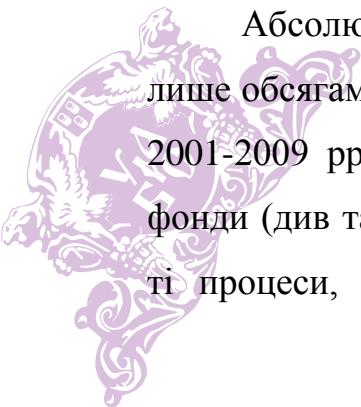 Абсолю
лише обсягам
2001-2009 рр
фонди (див та
ті процеси,